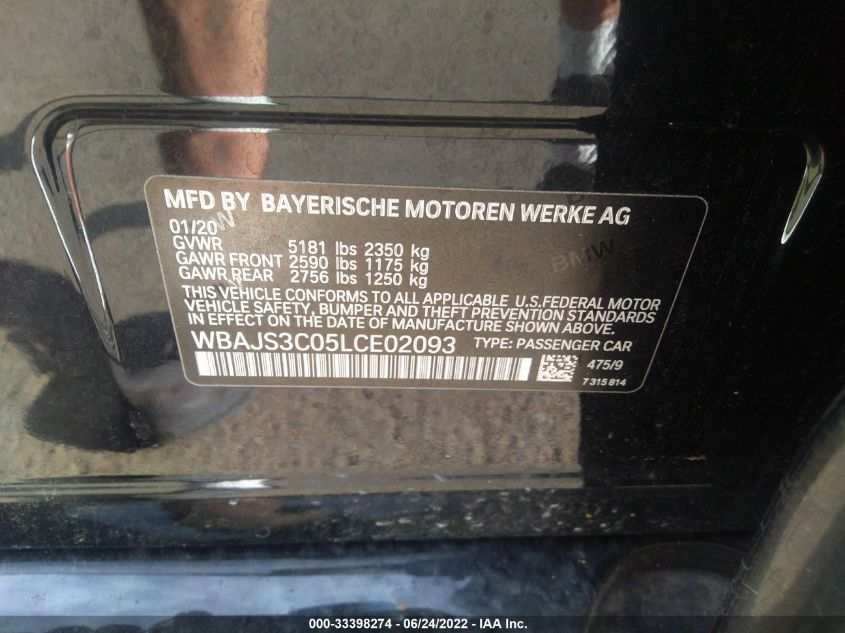 MFD BY BAYERISCHE MOTOREN WERKE AG
01/20
GVWR 5181 lbs 2350 kg
GAWR FRONT 2590 lbs 1175 kg
GAWR REAR 2756 lbs 1250 kg
THIS VEHICLE CONFORMS TO ALL APPLICABLE U.S.FEDERAL MOTOR
VEHICLE SAFETY, BUMPER AND THEFT PREVENTION STANDARDS
IN EFFECT ON THE DATE OF MANUFACTURE SHOWN ABOVE.
WBAJS3C05LCE02093 TYPE: PASSENGER CAR
475/9
7 315 814
BMW
000-33398274 / 06/24/2022 - IAA Inc.